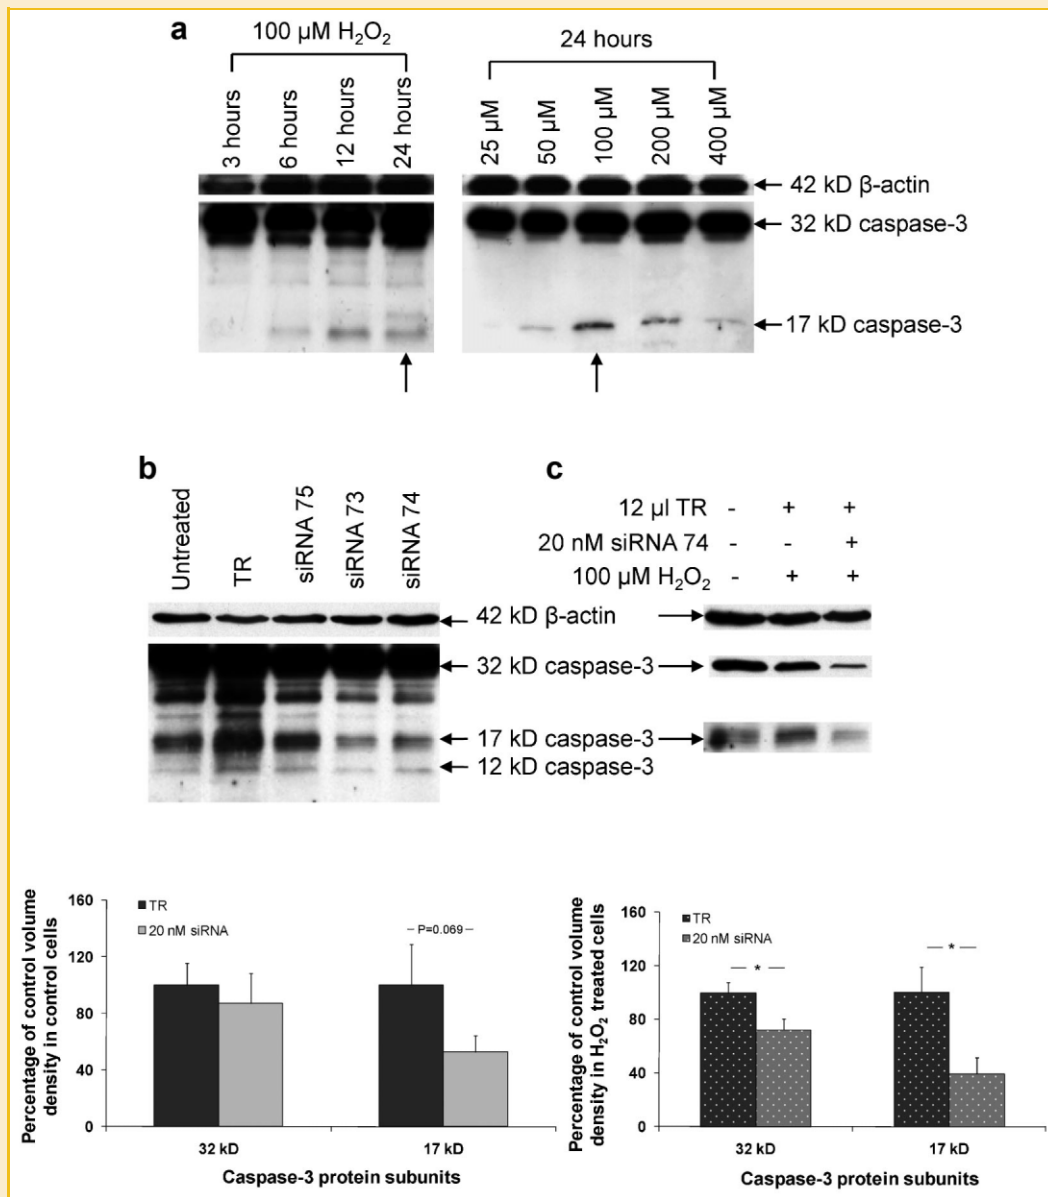 a
100 µM H₂O₂
24 hours
3 hours
6 hours
12 hours
24 hours
25 µM
50 µM
100 µM
200 µM
400 µM
42 kD β-actin
32 kD caspase-3
17 kD caspase-3
b
Untreated
TR
siRNA 75
siRNA 73
siRNA 74
c
12 µl TR - + +
20 nM siRNA 74 - - +
100 µM H₂O₂ - + +
42 kD β-actin
32 kD caspase-3
17 kD caspase-3
12 kD caspase-3
Percentage of control volume
density in control cells
160
120
80
40
0
TR
20 nM siRNA
P=0.069
32 kD
17 kD
Caspase-3 protein subunits
Percentage of control volume
density in H₂O₂ treated cells
160
120
80
40
0
TR
20 nM siRNA
*
*
32 kD
17 kD
Caspase-3 protein subunits